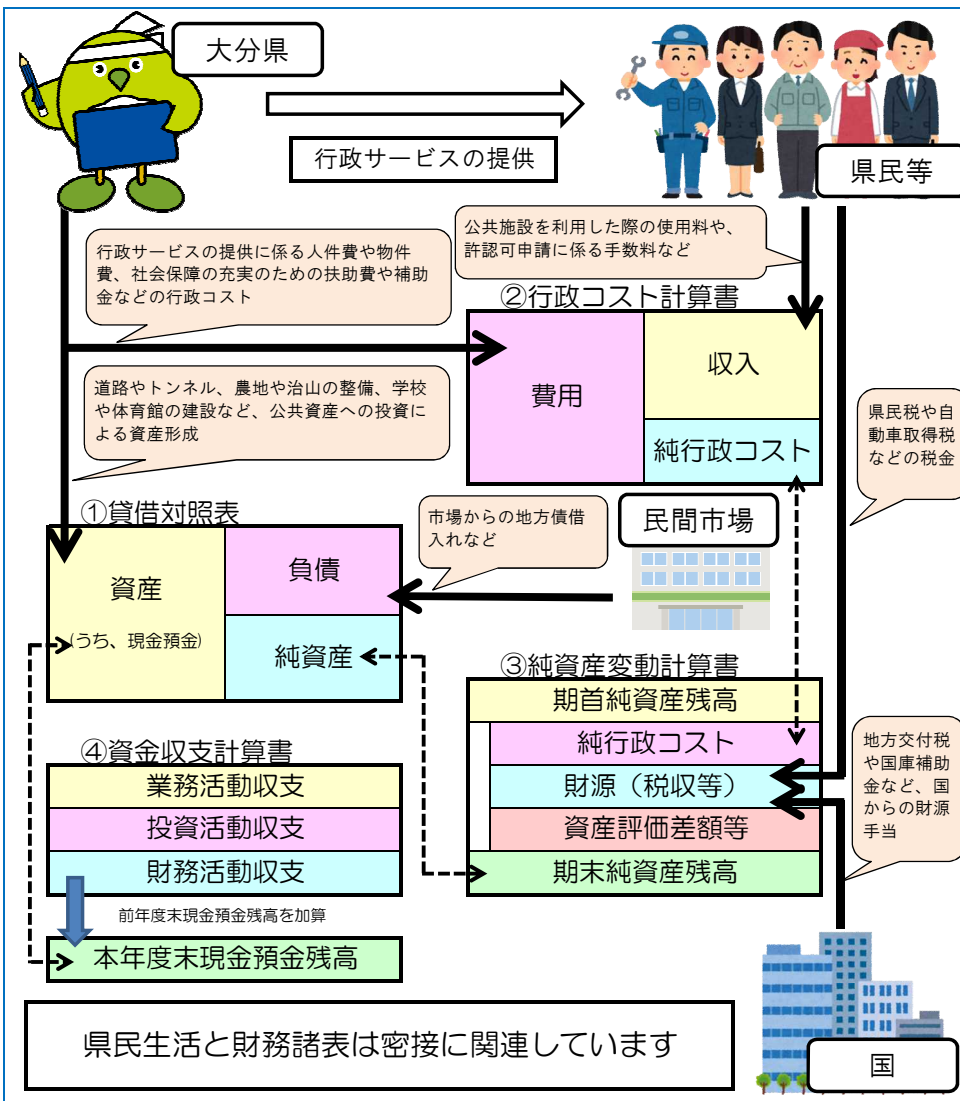 大分県
行政サービスの提供
県民等
行政サービスの提供に係る人件費や物件
費、社会保障の充実のための扶助費や補助
金などの行政コスト
公共施設を利用した際の使用料や、
許認可申請に係る手数料など
②行政コスト計算書
費用
収入
純行政コスト
道路やトンネル、農地や治山の整備、学校
や体育館の建設など、公共資産への投資に
よる資産形成
県民税や自
動車取得税
などの税金
①貸借対照表
資産
(うち、現金預金)
負債
純資産
市場からの地方債借
入れなど
民間市場
③純資産変動計算書
期首純資産残高
純行政コスト
財源（税収等）
資産評価差額等
期末純資産残高
地方交付税
や国庫補助
金など、国
からの財源
手当
④資金収支計算書
業務活動収支
投資活動収支
財務活動収支
前年度末現金預金残高を加算
本年度末現金預金残高
県民生活と財務諸表は密接に関連しています
国